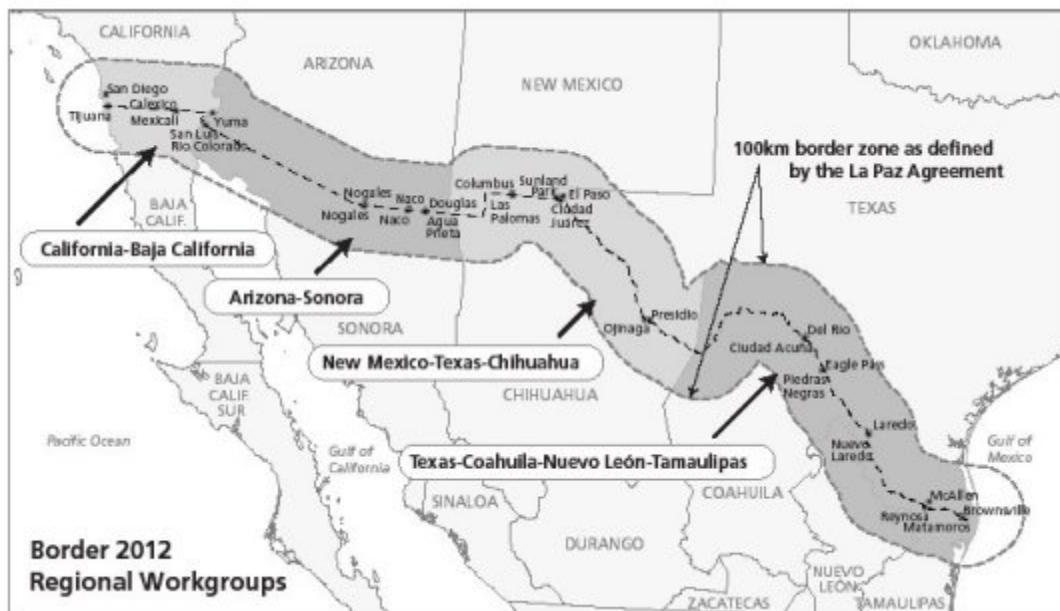 CALIFORNIA
ARIZONA
NEW MEXICO
OKLAHOMA
San Diego
Tijuana
Calexico
Mexicali
Yuma
San Luis
Rio Colorado
100km border zone as defined
by the La Paz Agreement
TEXAS
Nogales
Nogales
Naco
Naco
Douglas
Agua
Prieta
Columbus
Las
Palomas
Sunland
Park
El Paso
Ciudad
Juárez
BAJA
CALIF.
California-Baja California
Arizona-Sonora
SONORA
New Mexico-Texas-Chihuahua
Ojinaga
Presidio
Del Rio
Ciudad Acuña
Eagle Pass
Piedras
Negras
BAJA
CALIF.
SUR
CHIHUAHUA
Pacific Ocean
Gulf of
California
Texas-Coahuila-Nuevo León-Tamaulipas
Laredo
Nuevo
Laredo
Gulf of
Mexico
SINALOA
COAHUILA
McAllen
Reynosa
Brownsville
Matamoros
DURANGO
NUEVO
LEÓN
ZACATECAS
TAMAULIPAS
Border 2012
Regional Workgroups